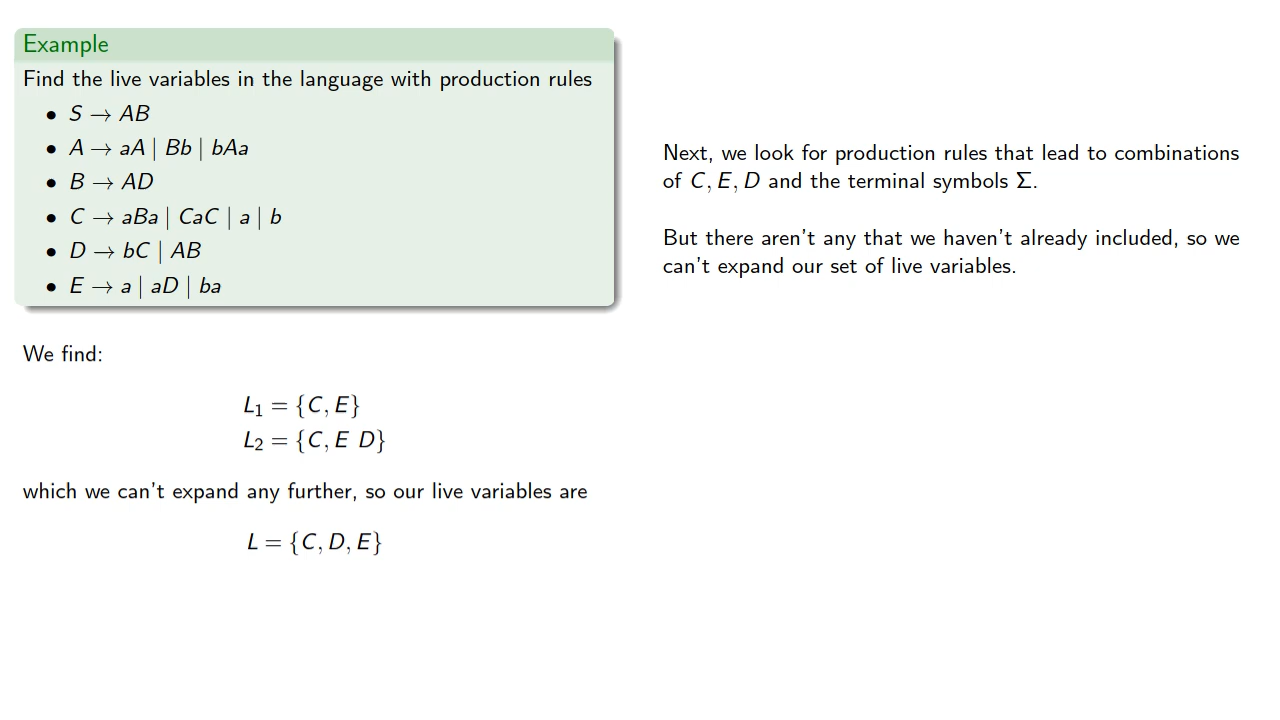 Example
Find the live variables in the language with production rules
• S → AB
• A → aA | Bb | bAa
• B → AD
• C → aBa | CaC | a | b
• D → bC | AB
• E → a | aD | ba
We find:
L₁ = {C, E}
L₂ = {C, E D}
which we can't expand any further, so our live variables are
L = {C, D, E}
Next, we look for production rules that lead to combinations
of C, E, D and the terminal symbols Σ.
But there aren't any that we haven't already included, so we
can't expand our set of live variables.